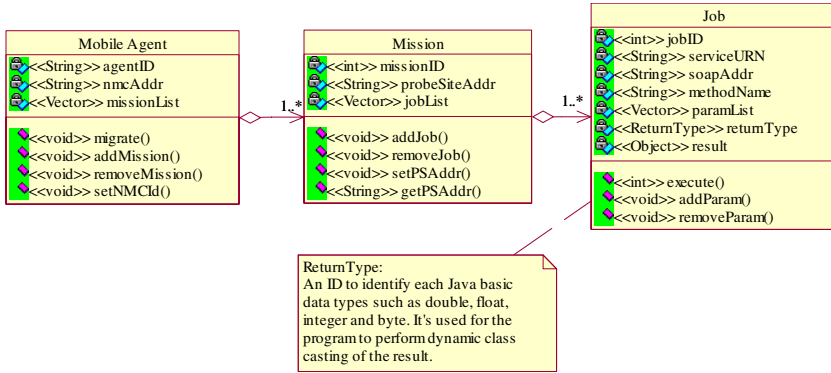 Mobile Agent
<<String>> agentID
<<String>> nmcAddr
<<Vector>> missionList
<<void>> migrate()
<<void>> addMission()
<<void>> removeMission()
<<void>> setNMCId()
1..*
Mission
<<int>> missionID
<<String>> probeSiteAddr
<<Vector>> jobList
<<void>> addJob()
<<void>> removeJob()
<<void>> setPSAddr()
<<String>> getPSAddr()
1..*
Job
<<int>> jobID
<<String>> serviceURN
<<String>> soapAddr
<<String>> methodName
<<Vector>> paramList
<<ReturnType>> returnType
<<Object>> result
<<int>> execute()
<<void>> addParam()
<<void>> removeParam()
ReturnType:
An ID to identify each Java basic
data types such as double, float,
integer and byte. It's used for the
program to perform dynamic class
casting of the result.